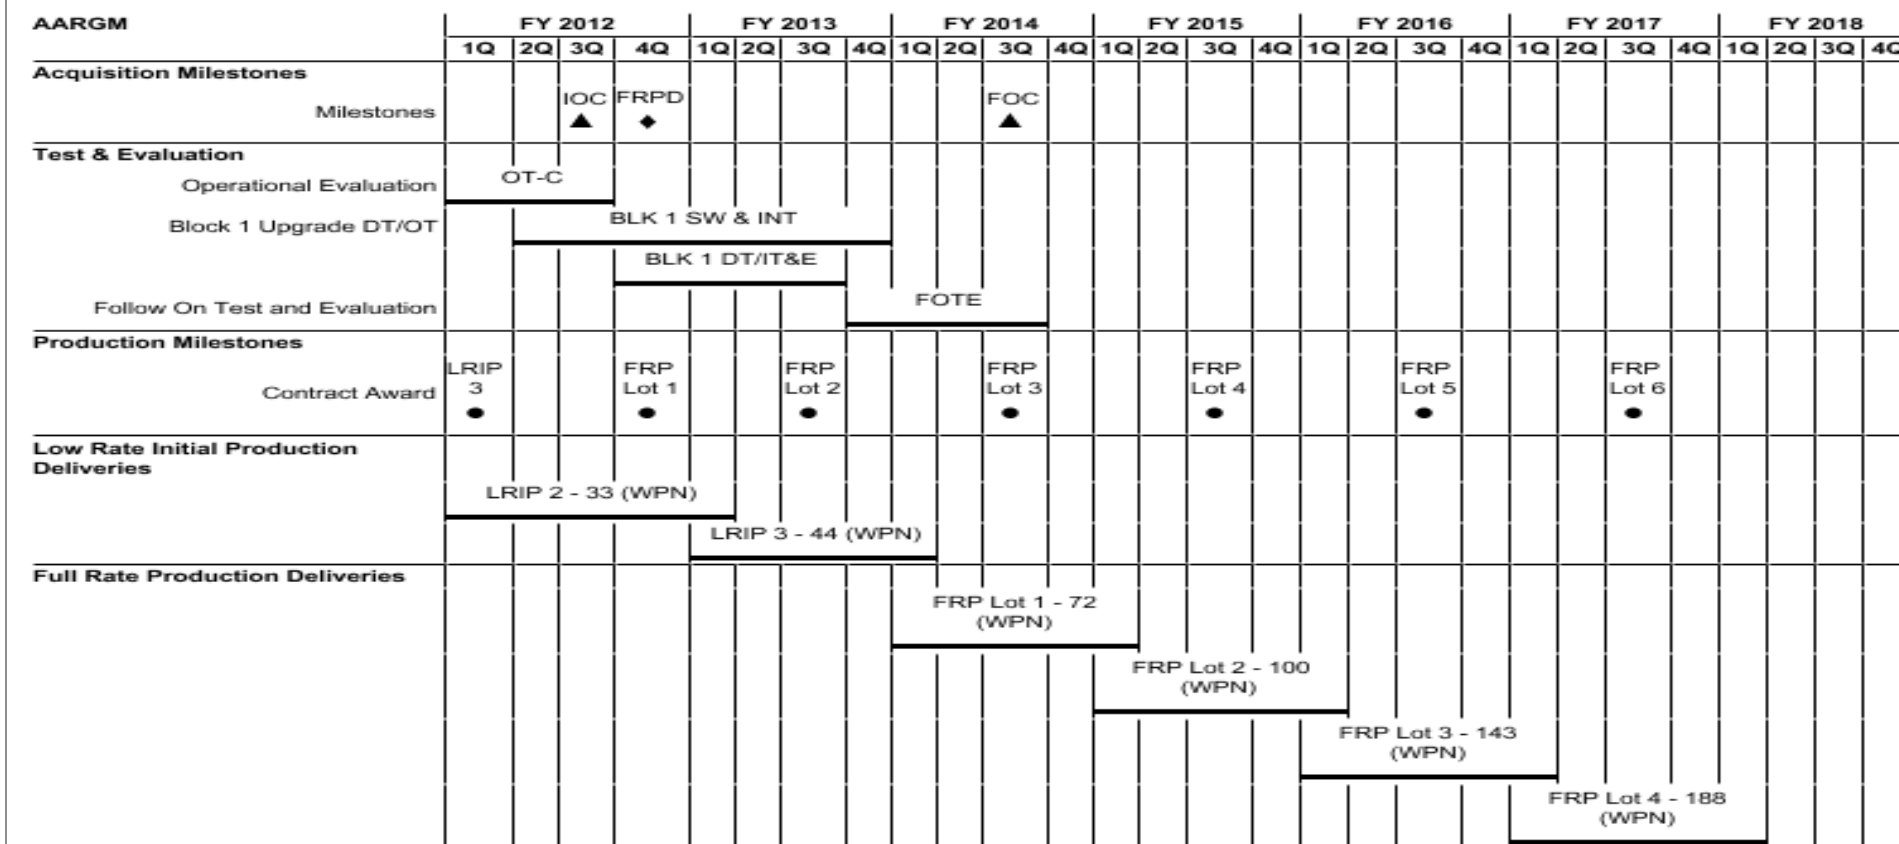 AARGM FY 2012 FY 2013 FY 2014 FY 2015 FY 2016 FY 2017 FY 2018
1Q 2Q 3Q 4Q 1Q 2Q 3Q 4Q 1Q 2Q 3Q 4Q 1Q 2Q 3Q 4Q 1Q 2Q 3Q 4Q 1Q 2Q 3Q 4Q 1Q 2Q 3Q 4Q
Acquisition Milestones
IOC FRPD FOC
Milestones
Test & Evaluation
OT-C
Operational Evaluation
BLK 1 SW & INT
Block 1 Upgrade DT/OT
BLK 1 DT/IT&E
FOTE
Follow On Test and Evaluation
Production Milestones
LRIP FRP FRP FRP FRP FRP FRP
3 Lot 1 Lot 2 Lot 3 Lot 4 Lot 5 Lot 6
Contract Award
Low Rate Initial Production
Deliveries
LRIP 2 - 33 (WPN)
LRIP 3 - 44 (WPN)
Full Rate Production Deliveries
FRP Lot 1 - 72
(WPN)
FRP Lot 2 - 100
(WPN)
FRP Lot 3 - 143
(WPN)
FRP Lot 4 - 188
(WPN)